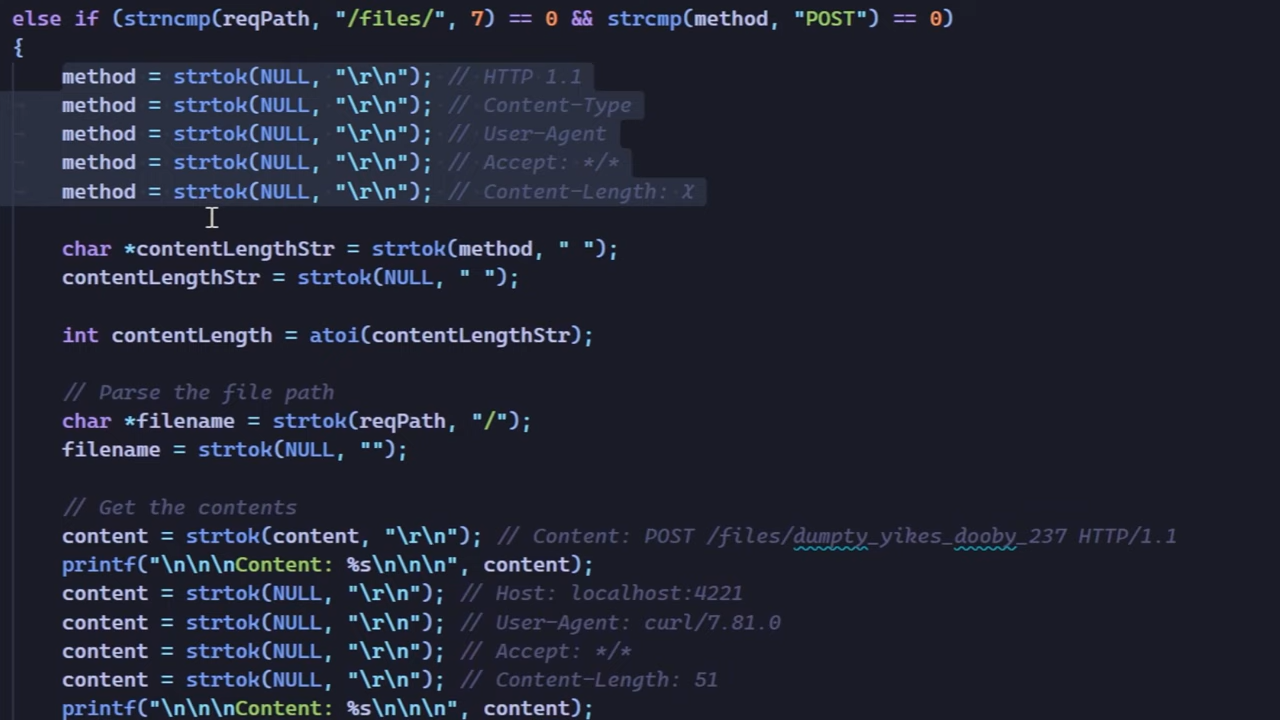 else if (strncmp(reqPath, "/files/", 7) == 0 && strcmp(method, "POST") == 0)
{
method = strtok(NULL, "\r\n"); // HTTP 1.1
method = strtok(NULL, "\r\n"); // Content-Type
method = strtok(NULL, "\r\n"); // User-Agent
method = strtok(NULL, "\r\n"); // Accept: */*
method = strtok(NULL, "\r\n"); // Content-Length: X
char *contentLengthStr = strtok(method, " ");
contentLengthStr = strtok(NULL, " ");
int contentLength = atoi(contentLengthStr);
// Parse the file path
char *filename = strtok(reqPath, "/");
filename = strtok(NULL, "");
// Get the contents
content = strtok(content, "\r\n"); // Content: POST /files/dumpty_yikes_dooby_237 HTTP/1.1
printf("\n\n\nContent: %s\n\n\n", content);
content = strtok(NULL, "\r\n"); // Host: localhost:4221
content = strtok(NULL, "\r\n"); // User-Agent: curl/7.81.0
content = strtok(NULL, "\r\n"); // Accept: */*
content = strtok(NULL, "\r\n"); // Content-Length: 51
printf("\n\n\nContent: %s\n\n\n", content);